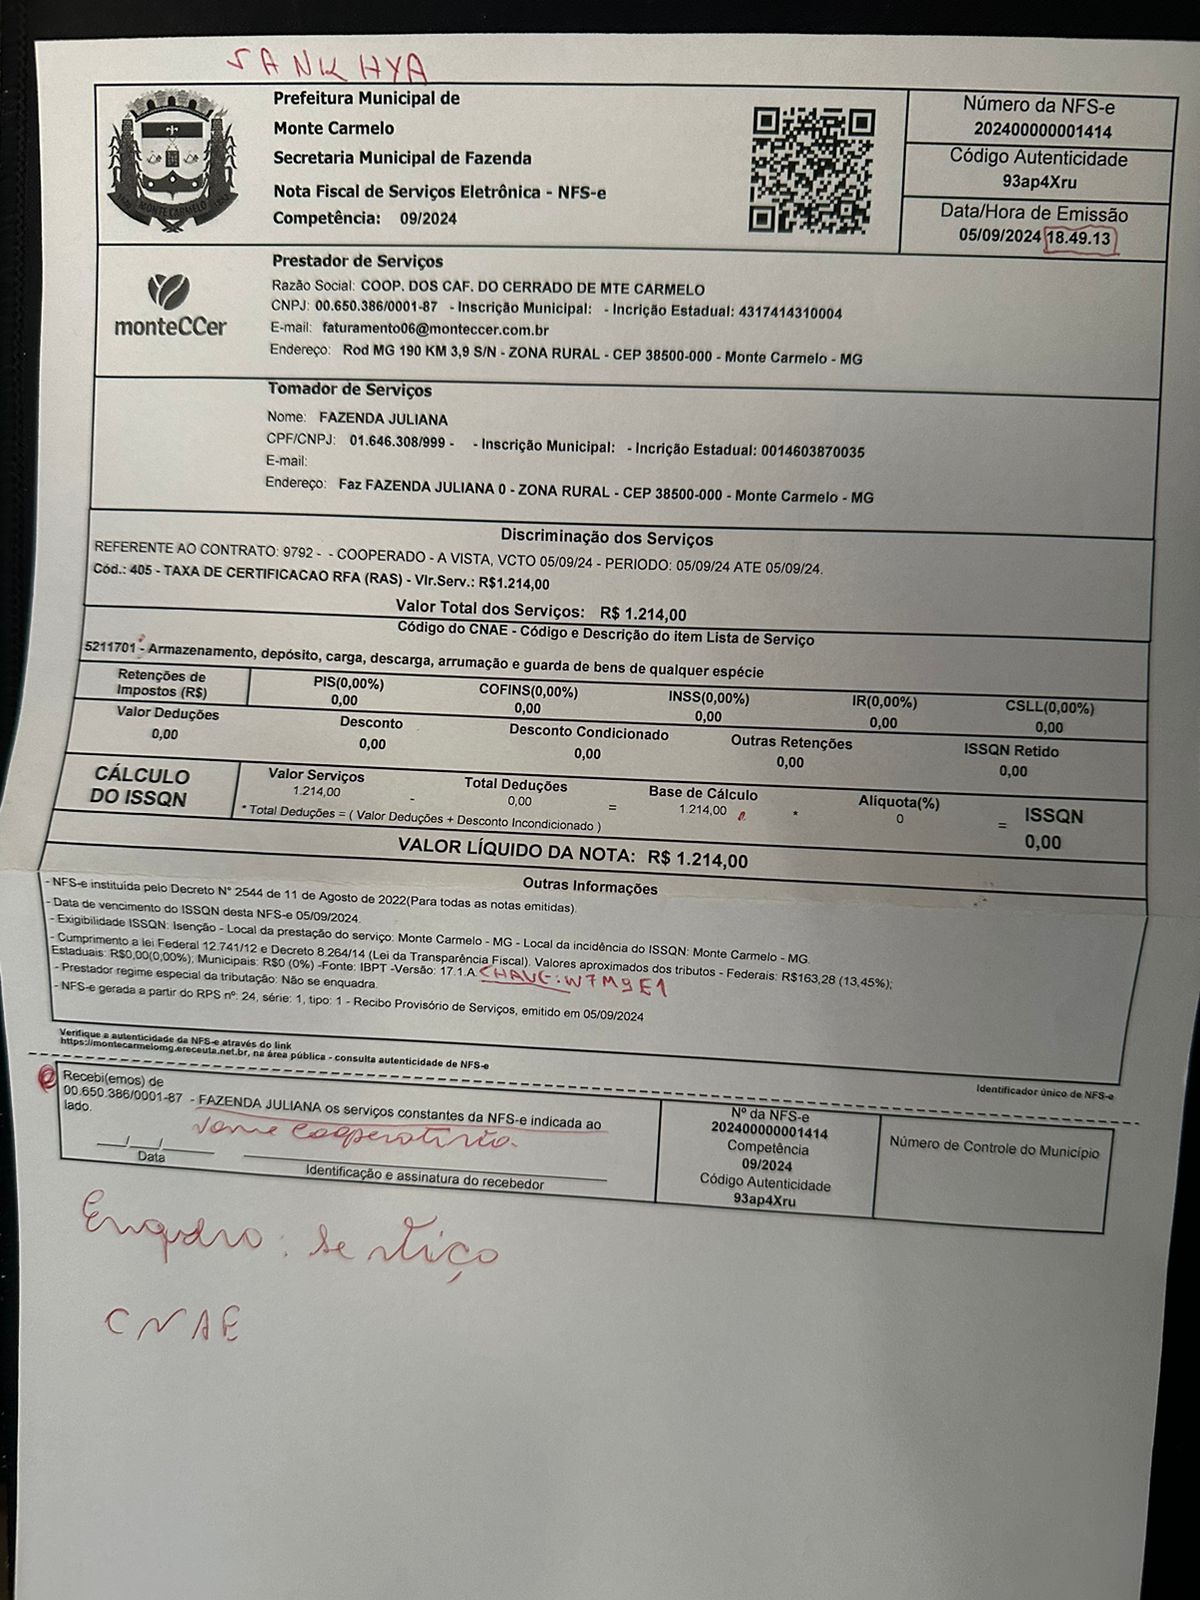 SANKHYA
Prefeitura Municipal de
Monte Carmelo
Secretaria Municipal de Fazenda
Nota Fiscal de Serviços Eletrônica - NFS-e
Competência: 09/2024
Número da NFS-e
202400000001414
Código Autenticidade
93ap4Xru
Data/Hora de Emissão
05/09/2024 18.49.13
MONTE CARMELO
monteCCer
Prestador de Serviços
Razão Social: COOP. DOS CAF. DO CERRADO DE MTE CARMELO
CNPJ: 00.650.386/0001-87 - Inscrição Municipal: - Incrição Estadual: 4317414310004
E-mail: faturamento06@monteccer.com.br
Endereço: Rod MG 190 KM 3,9 S/N - ZONA RURAL - CEP 38500-000 - Monte Carmelo - MG
Tomador de Serviços
Nome: FAZENDA JULIANA
CPF/CNPJ: 01.646.308/999 - - Inscrição Municipal: - Incrição Estadual: 0014603870035
E-mail:
Endereço: Faz FAZENDA JULIANA 0 - ZONA RURAL - CEP 38500-000 - Monte Carmelo - MG
Discriminação dos Serviços
REFERENTE AO CONTRATO: 9792 - - COOPERADO - A VISTA, VCTO 05/09/24 - PERIODO: 05/09/24 ATE 05/09/24.
Cód.: 405 - TAXA DE CERTIFICACAO RFA (RAS) - Vlr.Serv.: R$1.214,00
Valor Total dos Serviços: R$ 1.214,00
Código do CNAE - Código e Descrição do item Lista de Serviço
5211701 - Armazenamento, depósito, carga, descarga, arrumação e guarda de bens de qualquer espécie
Retenções de Impostos (R$) PIS(0,00%) COFINS(0,00%) INSS(0,00%) IR(0,00%) CSLL(0,00%)
0,00 0,00 0,00 0,00 0,00
Valor Deduções Desconto Desconto Condicionado Outras Retenções ISSQN Retido
0,00 0,00 0,00 0,00 0,00
CÁLCULO DO ISSQN Valor Serviços Total Deduções Base de Cálculo Alíquota(%) ISSQN
1.214,00 - 0,00 = 1.214,00 * 0 = 0,00
* Total Deduções = ( Valor Deduções + Desconto Incondicionado )
VALOR LÍQUIDO DA NOTA: R$ 1.214,00
Outras Informações
- NFS-e instituída pelo Decreto N° 2544 de 11 de Agosto de 2022(Para todas as notas emitidas).
- Data de vencimento do ISSQN desta NFS-e 05/09/2024.
- Exigibilidade ISSQN: Isenção - Local da prestação do serviço: Monte Carmelo - MG - Local da incidência do ISSQN: Monte Carmelo - MG.
- Cumprimento a lei Federal 12.741/12 e Decreto 8.264/14 (Lei da Transparência Fiscal). Valores aproximados dos tributos - Federais: R$163,28 (13,45%);
Estaduais: R$0,00(0,00%); Municipais: R$0 (0%) -Fonte: IBPT -Versão: 17.1.A CHAVE: W7M9E1
- Prestador regime especial da tributação: Não se enquadra.
- NFS-e gerada a partir do RPS nº: 24, série: 1, tipo: 1 - Recibo Provisório de Serviços, emitido em 05/09/2024
Verifique a autenticidade da NFS-e através do link
https://montecarmelomg.ereceuta.net.br, na área pública - consulta autenticidade de NFS-e
Identificador único de NFS-e
Recebi(emos) de
00.650.386/0001-87 - FAZENDA JULIANA os serviços constantes da NFS-e indicada ao
lado.
nome cooperativa.
__/__/____
Data
Identificação e assinatura do recebedor
Nº da NFS-e
202400000001414
Competência
09/2024
Código Autenticidade
93ap4Xru
Número de Controle do Município
Enquadro: Serviço
CNAE